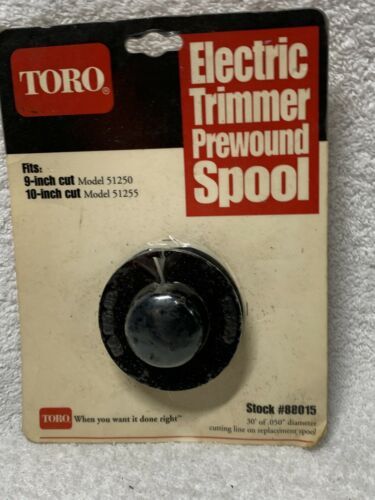 TORO®
Electric
Trimmer
Prewound
Spool
Fits:
9-inch cut Model 51250
10-inch cut Model 51255
Stock #88015
30' of .050" diameter
cutting line on replacement spool
TORO When you want it done right™